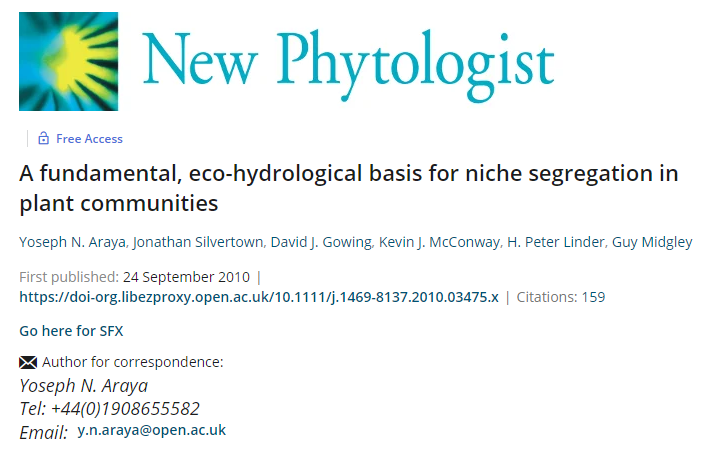 New Phytologist
Free Access
A fundamental, eco-hydrological basis for niche segregation in
plant communities
Yoseph N. Araya, Jonathan Silvertown, David J. Gowing, Kevin J. McConway, H. Peter Linder, Guy Midgley
First published: 24 September 2010 |
https://doi-org.libezproxy.open.ac.uk/10.1111/j.1469-8137.2010.03475.x | Citations: 159
Go here for SFX
Author for correspondence:
Yoseph N. Araya
Tel: +44(0)1908655582
Email: y.n.araya@open.ac.uk